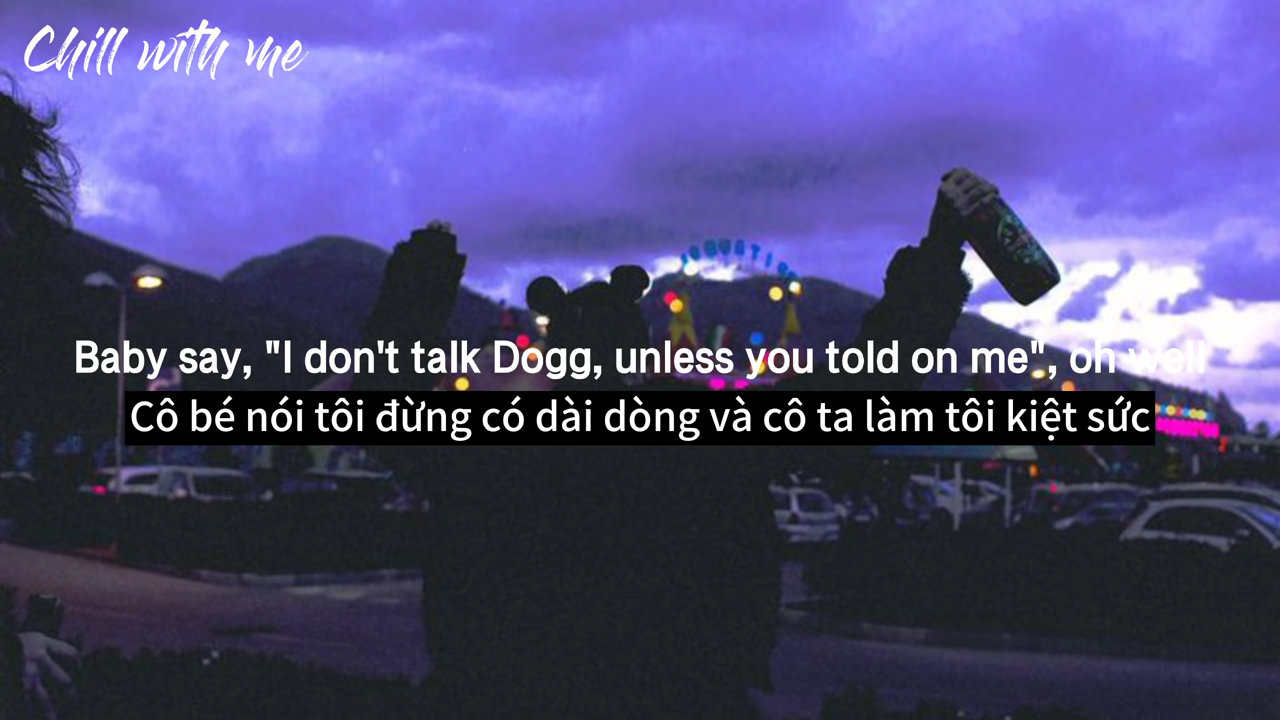 Chill with me
Baby say, "I don't talk Dogg, unless you told on me", oh well
Cô bé nói tôi đừng có dài dòng và cô ta làm tôi kiệt sức